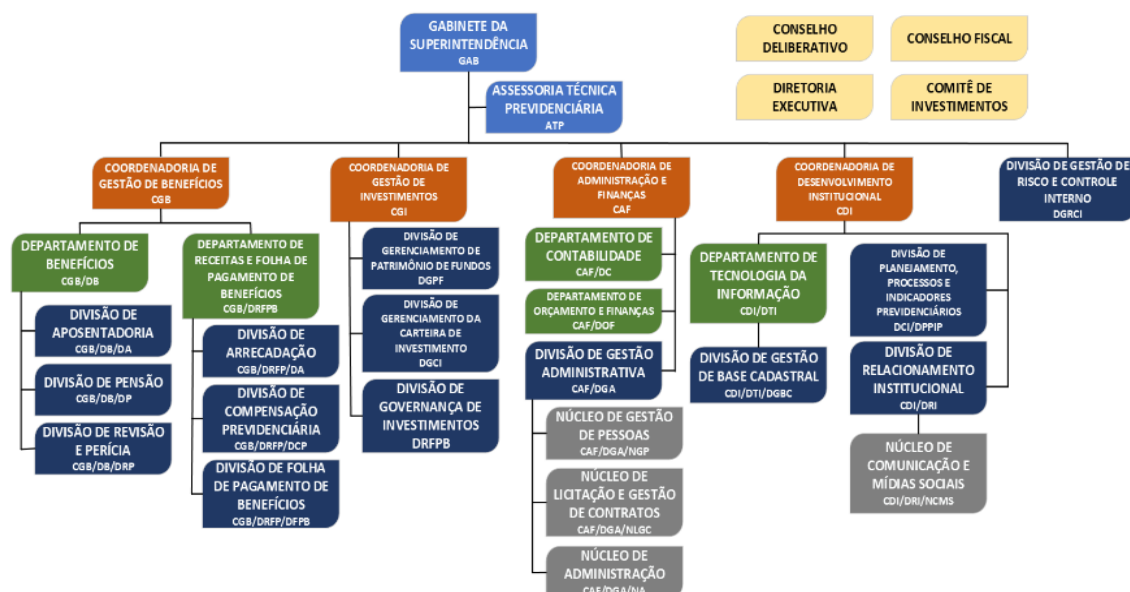 GABINETE DA
SUPERINTENDÊNCIA
GAB
CONSELHO
DELIBERATIVO
CONSELHO FISCAL
DIRETORIA
EXECUTIVA
COMITÊ DE
INVESTIMENTOS
ASSESSORIA TÉCNICA
PREVIDENCIÁRIA
ATP
COORDENADORIA DE
GESTÃO DE BENEFÍCIOS
CGB
COORDENADORIA DE
GESTÃO DE
INVESTIMENTOS
CGI
COORDENADORIA DE
ADMINISTRAÇÃO E
FINANÇAS
CAF
COORDENADORIA DE
DESENVOLVIMENTO
INSTITUCIONAL
CDI
DIVISÃO DE GESTÃO DE
RISCO E CONTROLE
INTERNO
DGRCI
DEPARTAMENTO DE
BENEFÍCIOS
CGB/DB
DIVISÃO DE
APOSENTADORIA
CGB/DB/DA
DIVISÃO DE PENSÃO
CGB/DB/DP
DIVISÃO DE REVISÃO
E PERÍCIA
CGB/DB/DRP
DEPARTAMENTO DE
RECEITAS E FOLHA DE
PAGAMENTO DE
BENEFÍCIOS
CGB/DRFPB
DIVISÃO DE
ARRECADAÇÃO
CGB/DRFP/DA
DIVISÃO DE
COMPENSAÇÃO
PREVIDENCIÁRIA
CGB/DRFP/DCP
DIVISÃO DE FOLHA
DE PAGAMENTO DE
BENEFÍCIOS
CGB/DRFP/DFPB
DIVISÃO DE
GERENCIAMENTO DE
PATRIMÔNIO DE FUNDOS
DGPF
DIVISÃO DE
GERENCIAMENTO DA
CARTEIRA DE
INVESTIMENTO
DGCI
DIVISÃO DE
GOVERNANÇA DE
INVESTIMENTOS
DRFPB
DEPARTAMENTO DE
CONTABILIDADE
CAF/DC
DEPARTAMENTO DE
ORÇAMENTO E FINANÇAS
CAF/DOF
DIVISÃO DE GESTÃO
ADMINISTRATIVA
CAF/DGA
NÚCLEO DE GESTÃO
DE PESSOAS
CAF/DGA/NGP
NÚCLEO DE
LICITAÇÃO E GESTÃO
DE CONTRATOS
CAF/DGA/NLGC
NÚCLEO DE
ADMINISTRAÇÃO
CAF/DGA/NA
DEPARTAMENTO DE
TECNOLOGIA DA
INFORMAÇÃO
CDI/DTI
DIVISÃO DE GESTÃO
DE BASE CADASTRAL
CDI/DTI/DGBC
DIVISÃO DE
PLANEJAMENTO,
PROCESSOS E
INDICADORES
PREVIDENCIÁRIOS
DCI/DPPIP
DIVISÃO DE
RELACIONAMENTO
INSTITUCIONAL
CDI/DRI
NÚCLEO DE
COMUNICAÇÃO E
MÍDIAS SOCIAIS
CDI/DRI/NCMS